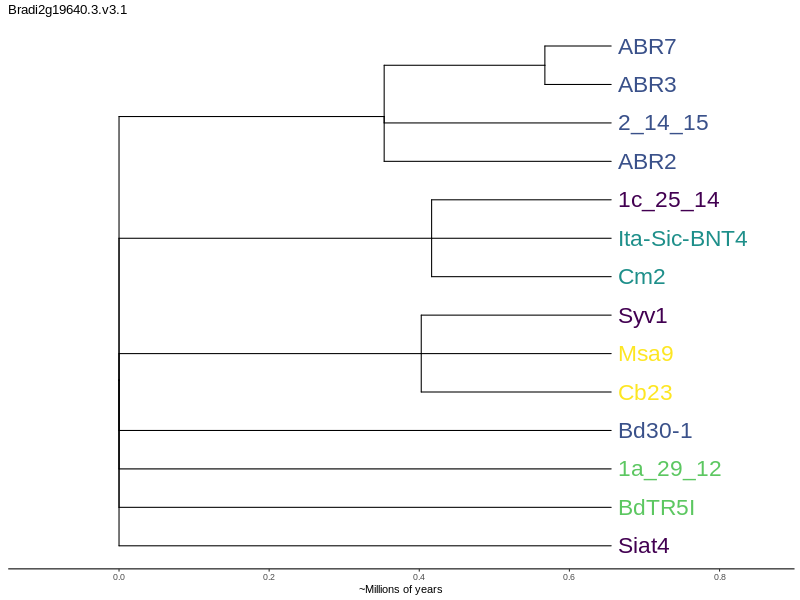 Bradi2g19640.3.v3.1
ABR7
ABR3
2_14_15
ABR2
1c_25_14
Ita-Sic-BNT4
Cm2
Syv1
Msa9
Cb23
Bd30-1
1a_29_12
BdTR5I
Siat4
0.0 0.2 0.4 0.6 0.8
~Millions of years